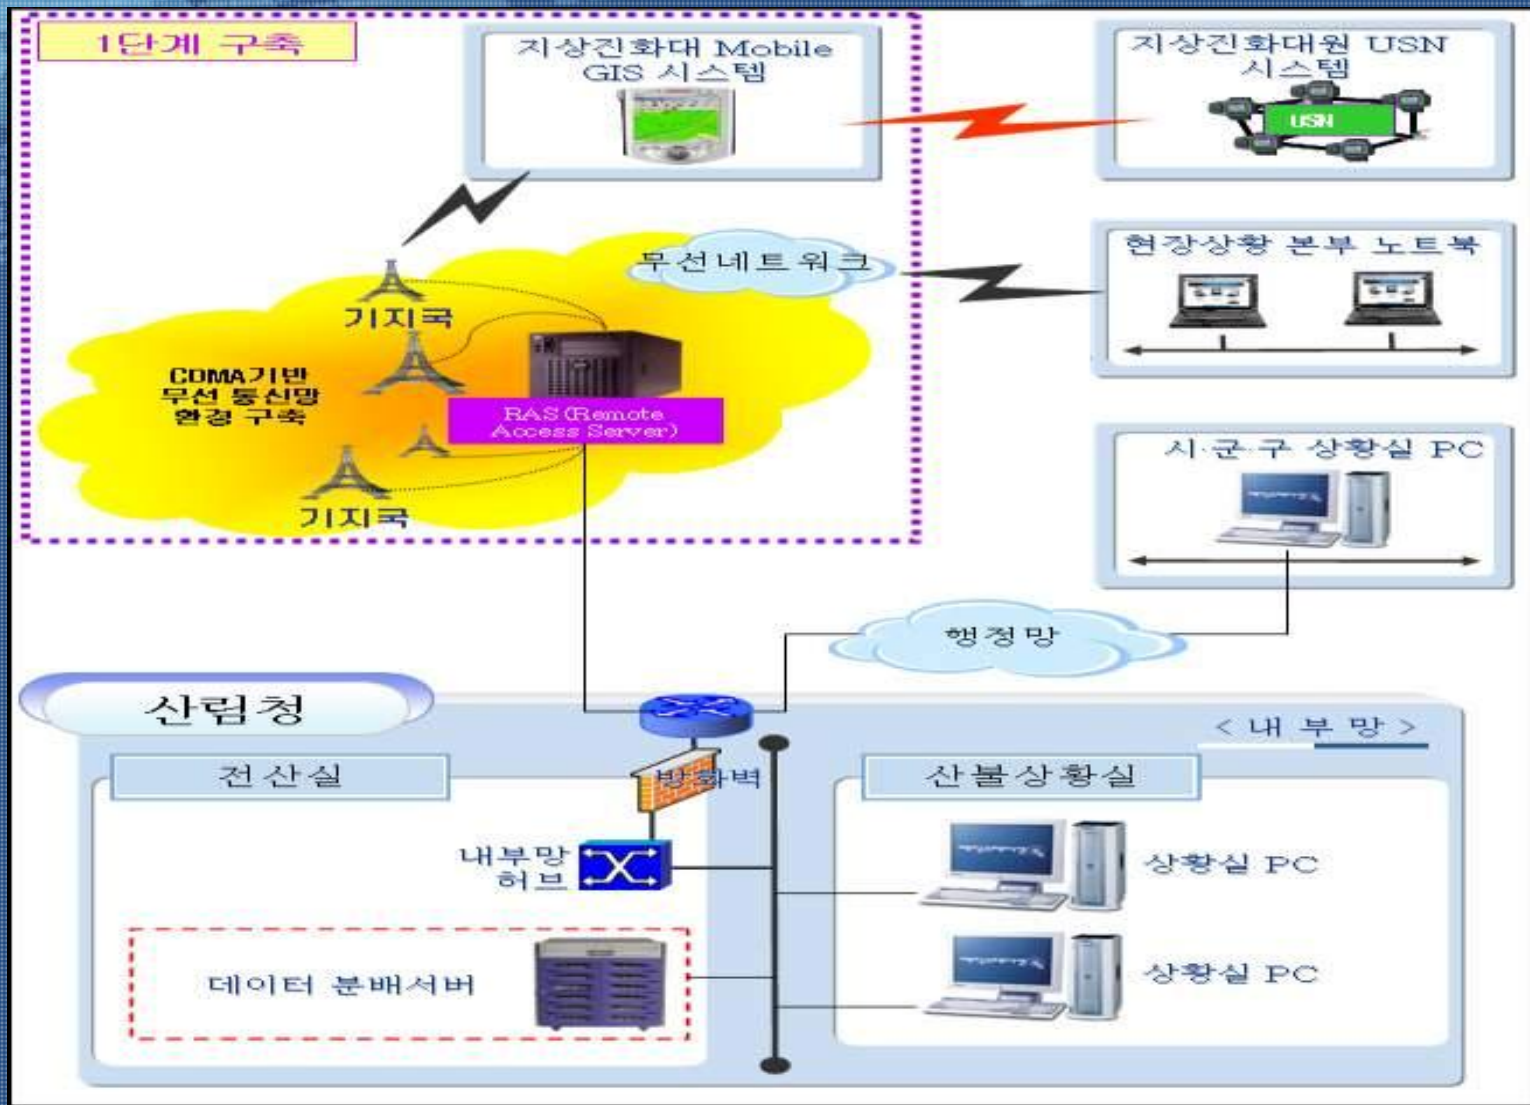 1단계 구축
지상진화대 Mobile
GIS 시스템
지상진화대원 USN
시스템
USN
무선네트워크
현장상황 본부 노트북
기지국
CDMA기반
무선 통신망
환경 구축
RAS (Remote
Access Server)
기지국
시·군·구 상황실 PC
행정망
산림청
<내 부 망>
전산실
방화벽
산불상황실
내부망
허브
상황실 PC
데이터 분배서버
상황실 PC